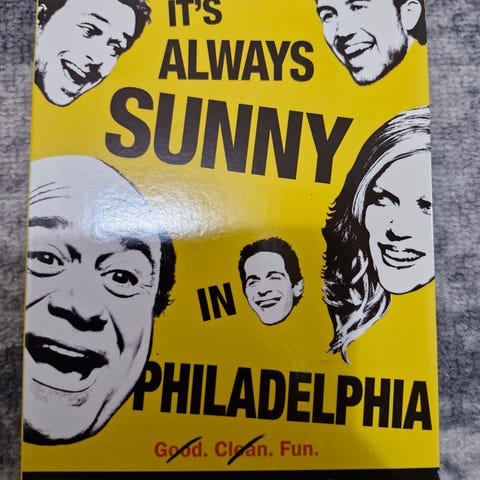 IT'S
ALWAYS
SUNNY
IN
PHILADELPHIA
Good. Clean. Fun.